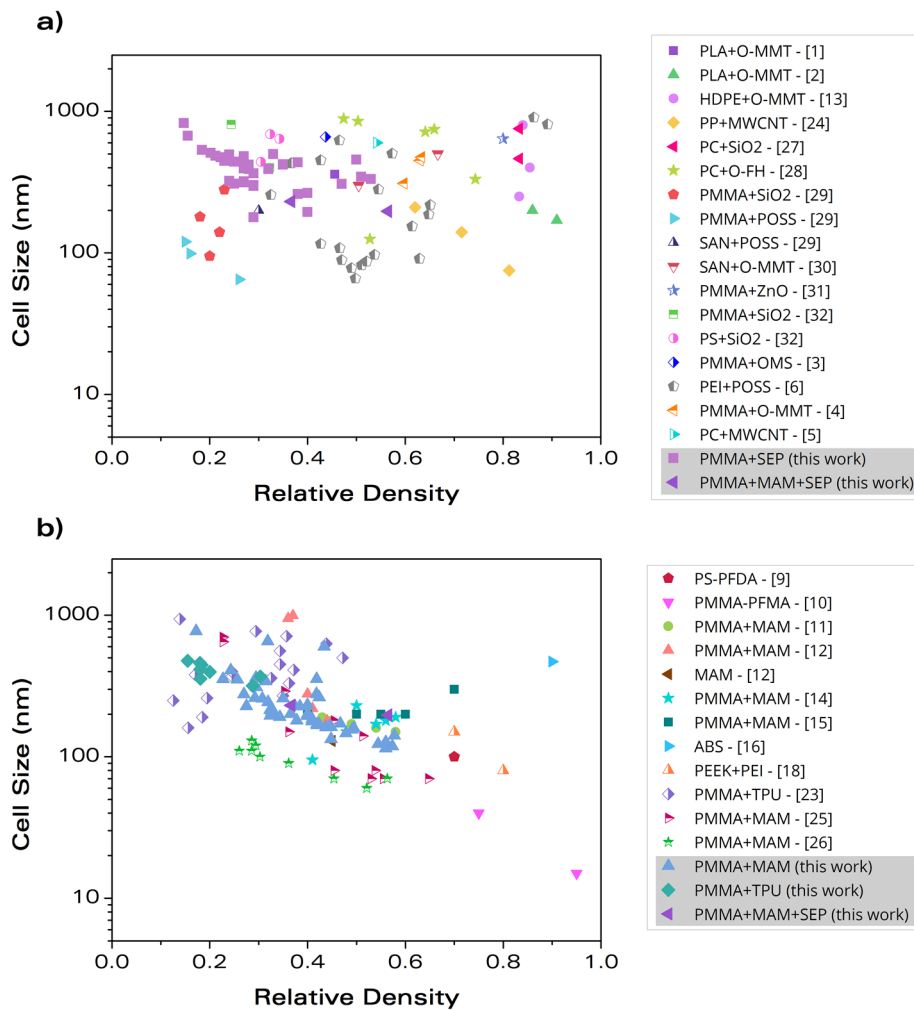 a)
1000
100
10
Cell Size (nm)
0.0 0.2 0.4 0.6 0.8 1.0
Relative Density
PLA+O-MMT - [1]
PLA+O-MMT - [2]
HDPE+O-MMT - [13]
PP+MWCNT - [24]
PC+SiO2 - [27]
PC+O-FH - [28]
PMMA+SiO2 - [29]
PMMA+POSS - [29]
SAN+POSS - [29]
SAN+O-MMT - [30]
PMMA+ZnO - [31]
PMMA+SiO2 - [32]
PS+SiO2 - [32]
PMMA+OMS - [3]
PEI+POSS - [6]
PMMA+O-MMT - [4]
PC+MWCNT - [5]
PMMA+SEP (this work)
PMMA+MAM+SEP (this work)
b)
1000
100
10
Cell Size (nm)
0.0 0.2 0.4 0.6 0.8 1.0
Relative Density
PS-PFDA - [9]
PMMA-PFMA - [10]
PMMA+MAM - [11]
PMMA+MAM - [12]
MAM - [12]
PMMA+MAM - [14]
PMMA+MAM - [15]
ABS - [16]
PEEK+PEI - [18]
PMMA+TPU - [23]
PMMA+MAM - [25]
PMMA+MAM - [26]
PMMA+MAM (this work)
PMMA+TPU (this work)
PMMA+MAM+SEP (this work)